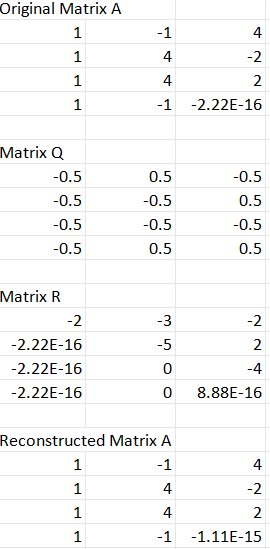 Original Matrix A
1 -1 4
1 4 -2
1 4 2
1 -1 -2.22E-16
Matrix Q
-0.5 0.5 -0.5
-0.5 -0.5 0.5
-0.5 -0.5 -0.5
-0.5 0.5 0.5
Matrix R
-2 -3 -2
-2.22E-16 -5 2
-2.22E-16 0 -4
-2.22E-16 0 8.88E-16
Reconstructed Matrix A
1 -1 4
1 4 -2
1 4 2
1 -1 -1.11E-15